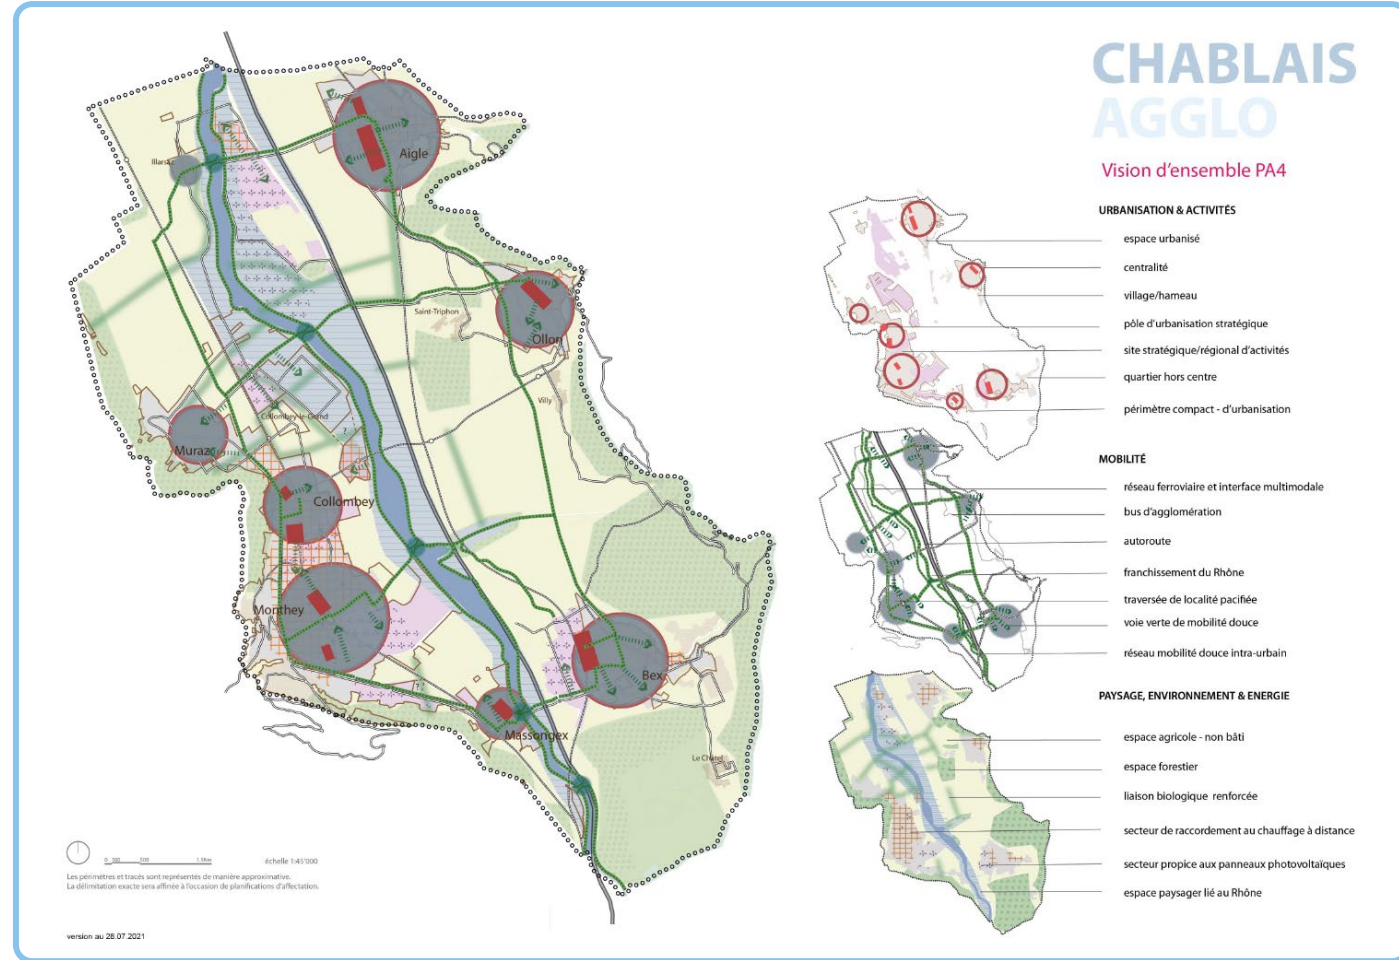 CHABLAIS
AGGLO
Vision d'ensemble PA4
Aigle
Saint-Triphon
Ollon
Villy
Collombey-le-Grand
Muraz
Collombey
Monthey
Bex
Massongex
Le Châtel
URBANISATION & ACTIVITÉS
espace urbanisé
centralité
village/hameau
pôle d'urbanisation stratégique
site stratégique/régional d'activités
quartier hors centre
périmètre compact - d'urbanisation
MOBILITÉ
réseau ferroviaire et interface multimodale
bus d'agglomération
autoroute
franchissement du Rhône
traversée de localité pacifiée
voie verte de mobilité douce
réseau mobilité douce intra-urbain
PAYSAGE, ENVIRONNEMENT & ENERGIE
espace agricole - non bâti
espace forestier
liaison biologique renforcée
secteur de raccordement au chauffage à distance
secteur propice aux panneaux photovoltaïques
espace paysager lié au Rhône
échelle 1:45'000
Les périmètres et tracés sont représentés de manière approximative.
La délimitation exacte sera affinée à l'occasion de planifications d'affectation.
version au 28.07.2021